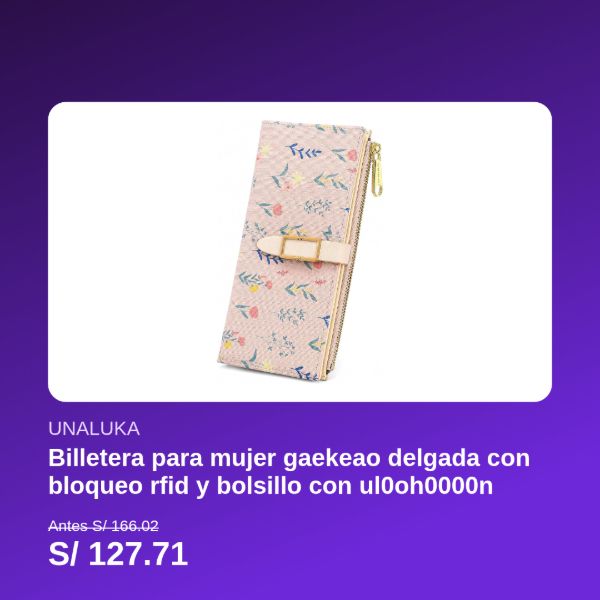 UNALUKA
Billetera para mujer gaekeao delgada con
bloqueo rfid y bolsillo con ul0oh0000n
Antes S/ 166.02
S/ 127.71